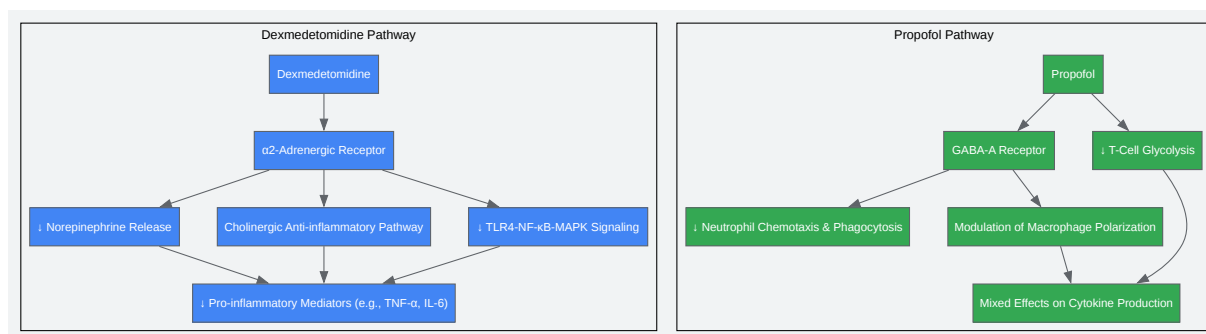 Dexmedetomidine Pathway
Dexmedetomidine
α2-Adrenergic Receptor
↓ Norepinephrine Release
Cholinergic Anti-inflammatory Pathway
↓ TLR4-NF-κB-MAPK Signaling
↓ Pro-inflammatory Mediators (e.g., TNF-α, IL-6)
Propofol Pathway
Propofol
GABA-A Receptor
↓ T-Cell Glycolysis
↓ Neutrophil Chemotaxis & Phagocytosis
Modulation of Macrophage Polarization
Mixed Effects on Cytokine Production